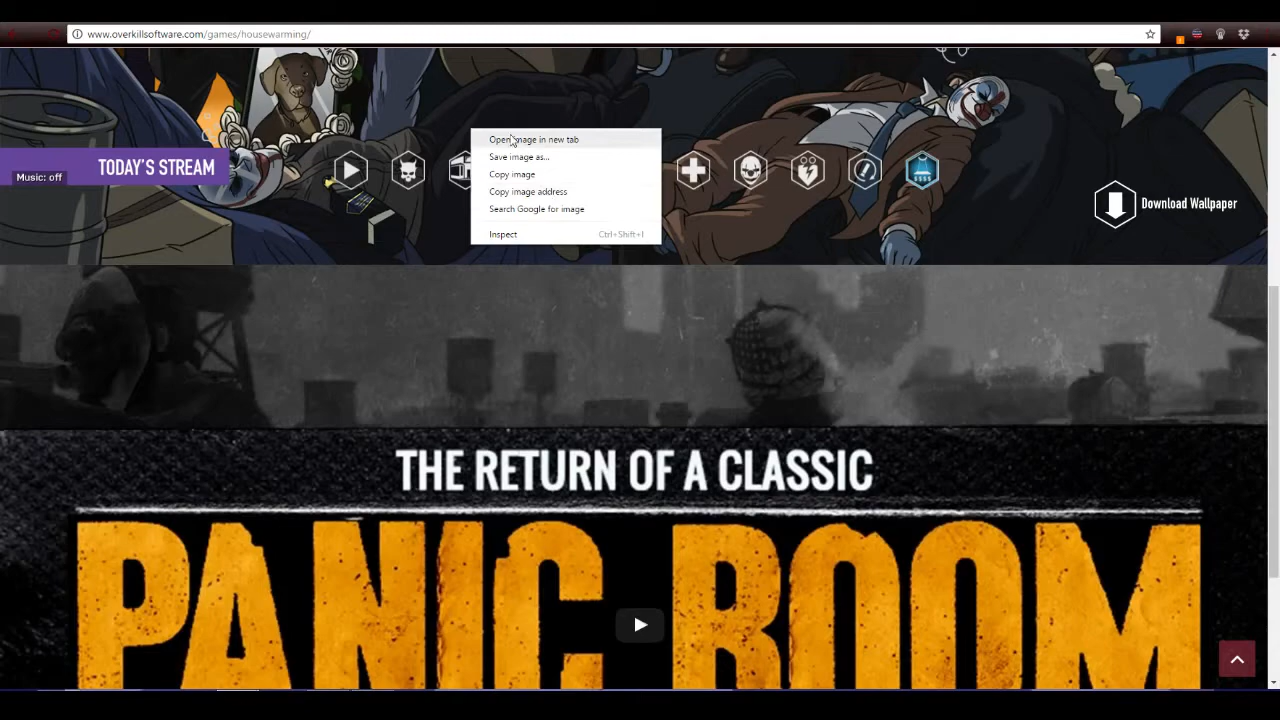 www.overkillsoftware.com/games/housewarming/
TODAY'S STREAM
Music: off
Open image in new tab
Save image as...
Copy image
Copy image address
Search Google for image
Inspect Ctrl+Shift+I
Download Wallpaper
THE RETURN OF A CLASSIC
PANIC ROOM